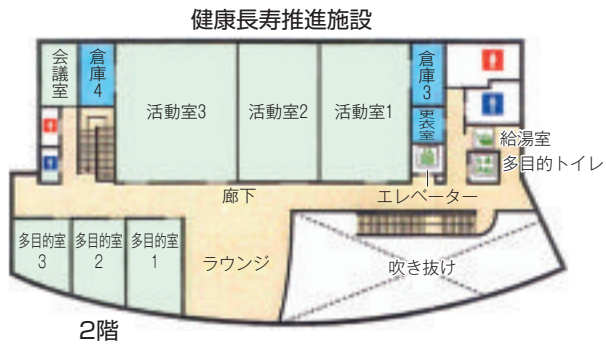 健康長寿推進施設
会議室
倉庫4
活動室3
活動室2
活動室1
倉庫3
更衣室
給湯室
多目的トイレ
エレベーター
廊下
多目的室3
多目的室2
多目的室1
ラウンジ
吹き抜け
2階